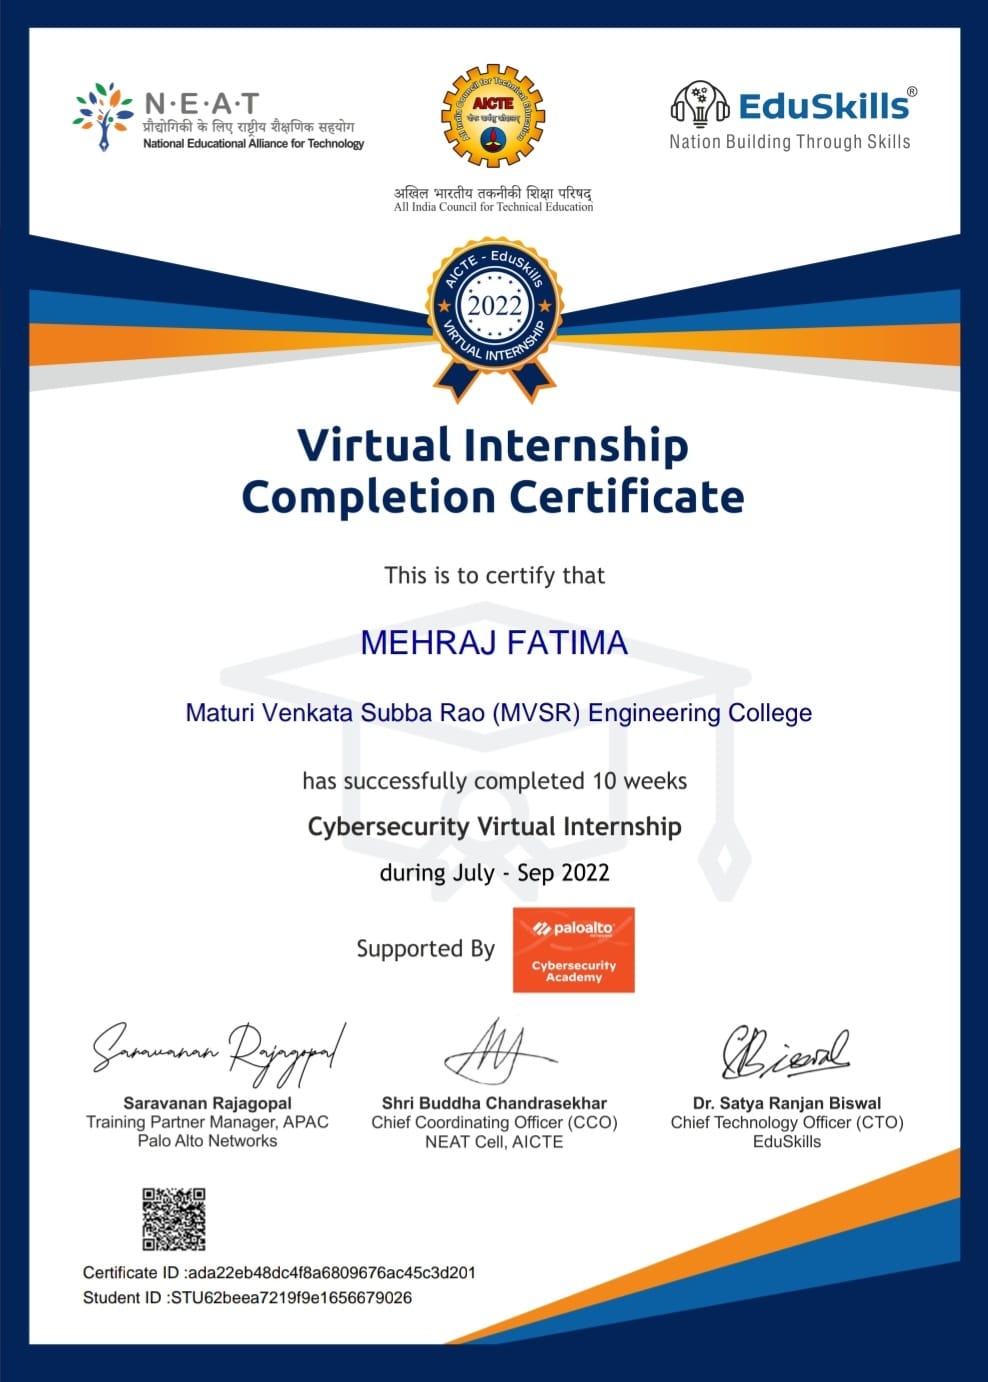 N·E·A·T
प्रौद्योगिकी के लिए राष्ट्रीय शैक्षणिक सहयोग
National Educational Alliance for Technology
All India Council for Technical Education
AICTE
योगः कर्मसु कौशलम्
अखिल भारतीय तकनीकी शिक्षा परिषद्
All India Council for Technical Education
EduSkills®
Nation Building Through Skills
AICTE - EduSkills
2022
VIRTUAL INTERNSHIP
Virtual Internship
Completion Certificate
This is to certify that
MEHRAJ FATIMA
Maturi Venkata Subba Rao (MVSR) Engineering College
has successfully completed 10 weeks
Cybersecurity Virtual Internship
during July - Sep 2022
Supported By
paloalto
Cybersecurity
Academy
Saravanan Rajagopal
Saravanan Rajagopal
Training Partner Manager, APAC
Palo Alto Networks
Shri Buddha Chandrasekhar
Chief Coordinating Officer (CCO)
NEAT Cell, AICTE
SBiswal
Dr. Satya Ranjan Biswal
Chief Technology Officer (CTO)
EduSkills
Certificate ID :ada22eb48dc4f8a6809676ac45c3d201
Student ID :STU62beea7219f9e1656679026